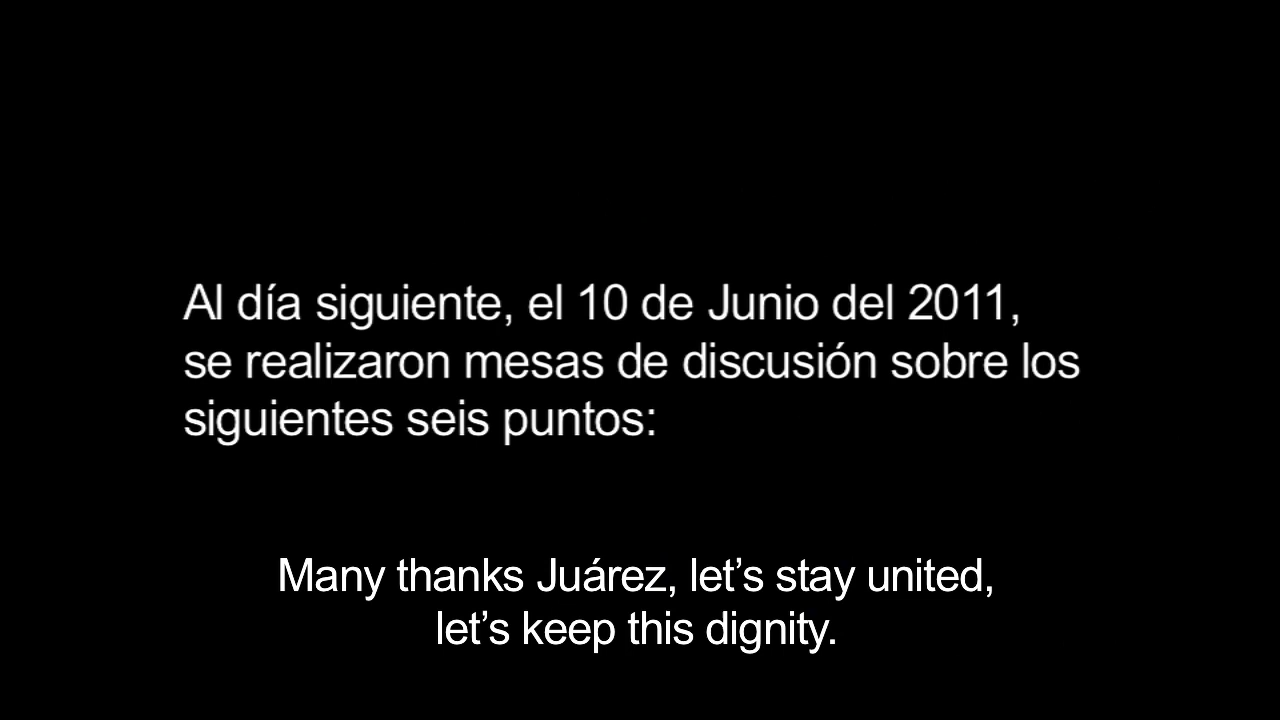 Al día siguiente, el 10 de Junio del 2011,
se realizaron mesas de discusión sobre los
siguientes seis puntos:
Many thanks Juárez, let’s stay united,
let’s keep this dignity.